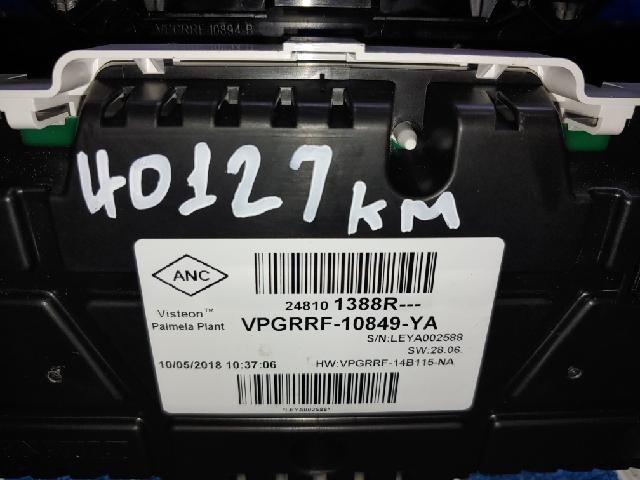 VPGRRF 10894-B
40127 KM
ANC
24810 1388R---
Visteon™
Palmela Plant
VPGRRF-10849-YA
S/N:LEYA002588
SW:28.06.
10/05/2018 10:37:06
HW:VPGRRF-14B115-NA
*LEYA002588*